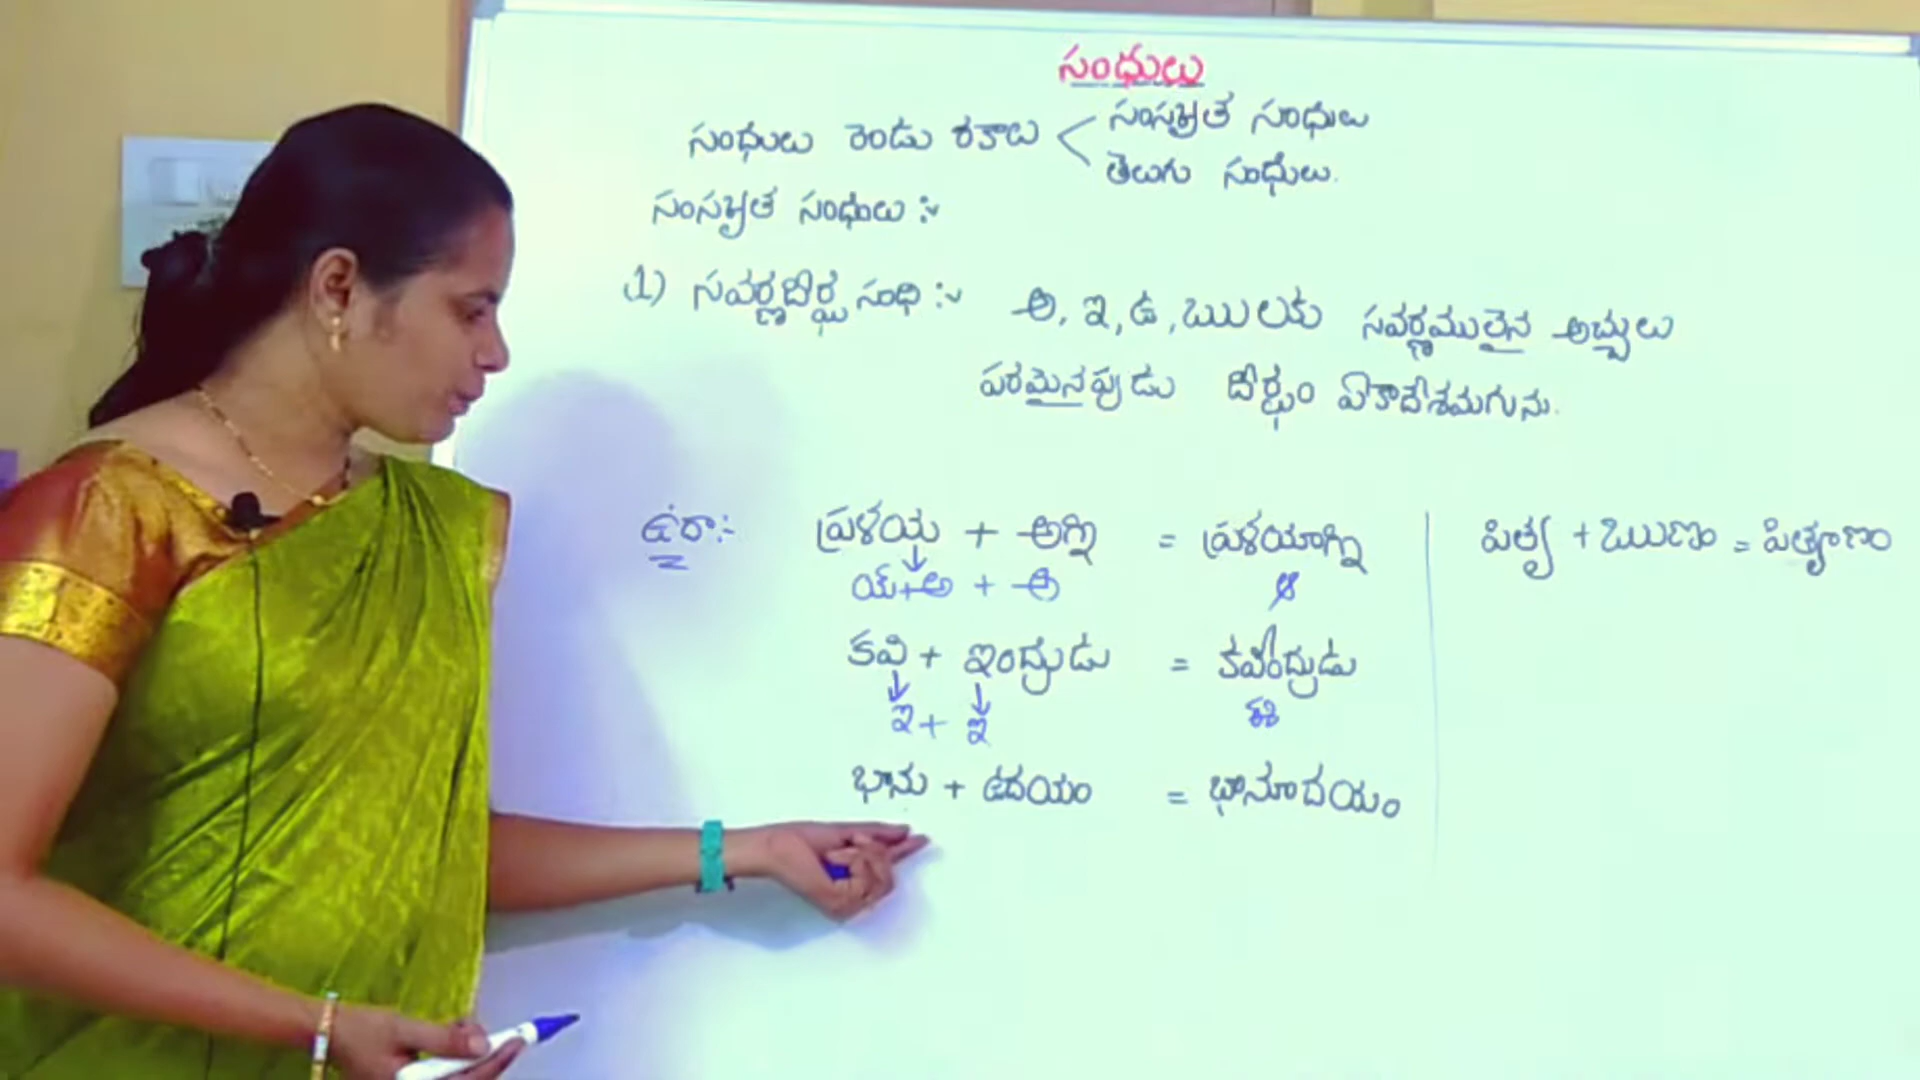 సంధులు
సంధులు రెండు రకాలు < సంస్కృత సంధులు
తెలుగు సంధులు.
సంస్కృత సంధులు :-
1) సవర్ణదీర్ఘ సంధి :- అ, ఇ, ఉ, ఋ లకు సవర్ణములైన అచ్చులు
పరమైనపుడు దీర్ఘం ఏకాదేశమగును.
ఉదా:- ప్రళయ + అగ్ని = ప్రళయాగ్ని
య్+అ + అ ఆ
కవి + ఇంద్రుడు = కవీంద్రుడు
ఇ + ఇ ఈ
భాను + ఉదయం = భానూదయం
పితృ + ఋణం = పితౄణం